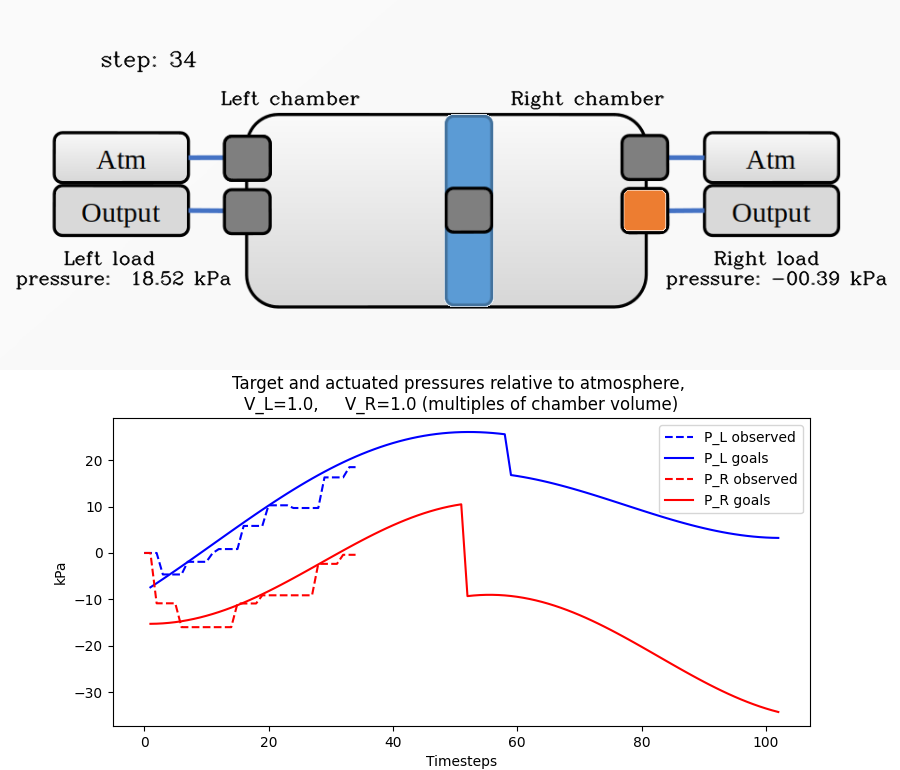 step: 34
Left chamber
Right chamber
Atm
Atm
Output
Output
Left load
pressure:  18.52 kPa
Right load
pressure: −00.39 kPa
Target and actuated pressures relative to atmosphere,
V_L=1.0,     V_R=1.0 (multiples of chamber volume)
P_L observed
P_L goals
P_R observed
P_R goals
kPa
20
10
0
−10
−20
−30
0
20
40
60
80
100
Timesteps